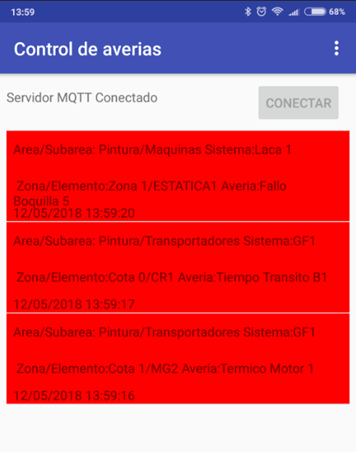 13:59
68%
Control de averias
Servidor MQTT Conectado
CONECTAR
Area/Subarea: Pintura/Maquinas Sistema:Laca 1
Zona/Elemento:Zona 1/ESTATICA1 Averia:Fallo
Boquilla 5
12/05/2018 13:59:20
Area/Subarea: Pintura/Transportadores Sistema:GF1
Zona/Elemento:Cota 0/CR1 Averia:Tiempo Transito B1
12/05/2018 13:59:17
Area/Subarea: Pintura/Transportadores Sistema:GF1
Zona/Elemento:Cota 1/MG2 Averia:Termico Motor 1
12/05/2018 13:59:16